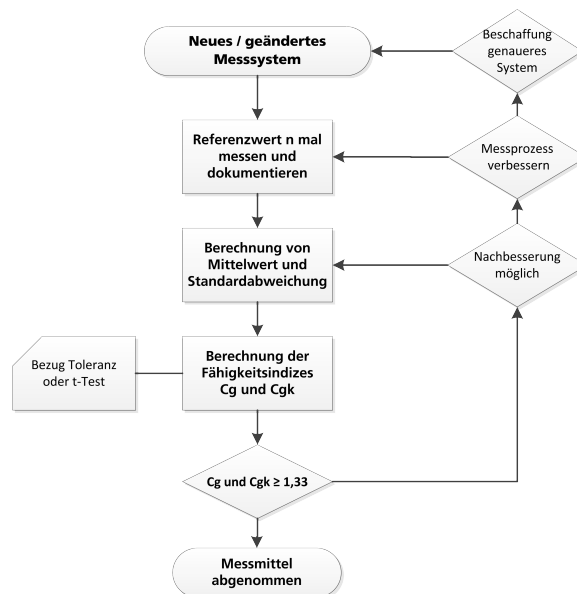 Neues / geändertes
Messsystem
Beschaffung
genaueres
System
Referenzwert n mal
messen und
dokumentieren
Messprozess
verbessern
Berechnung von
Mittelwert und
Standardabweichung
Nachbesserung
möglich
Bezug Toleranz
oder t-Test
Berechnung der
Fähigkeitsindizes
Cg und Cgk
Cg und Cgk ≥ 1,33
Messmittel
abgenommen